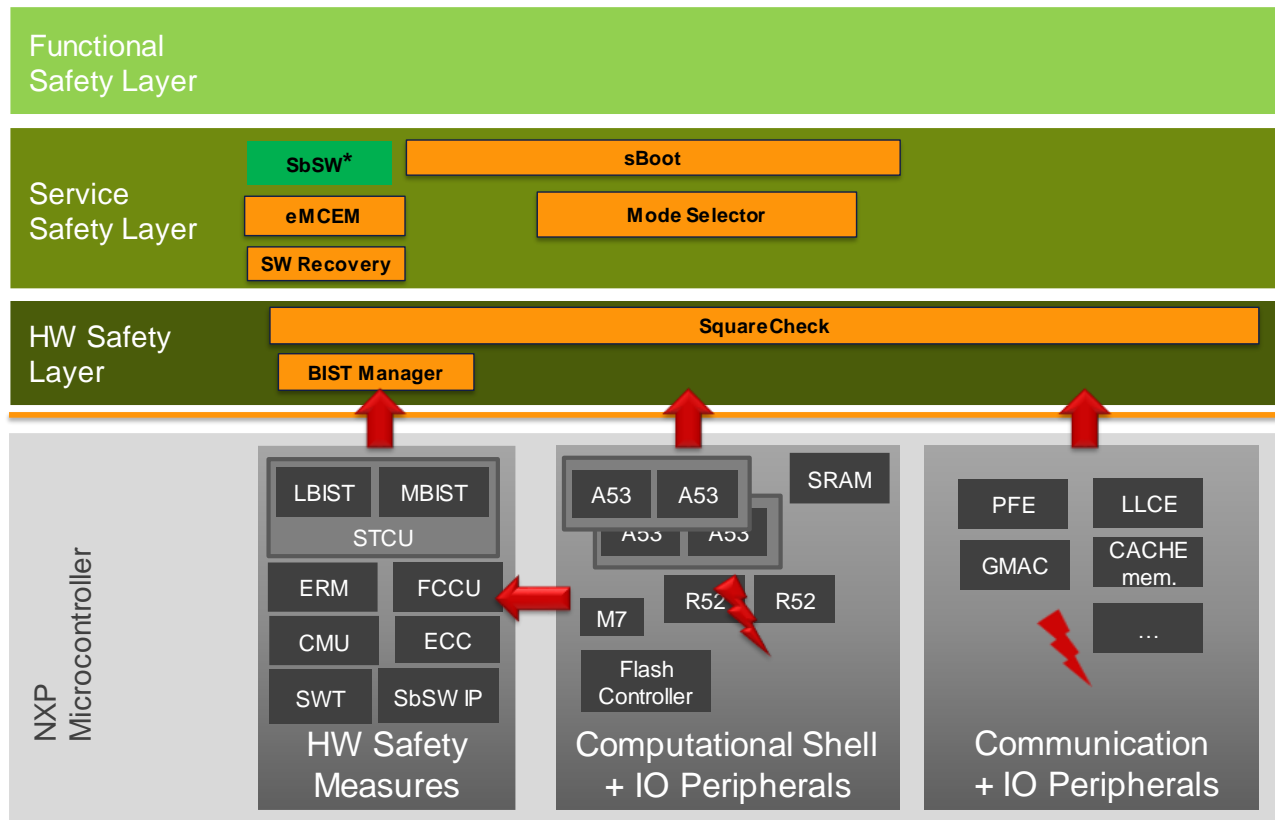 Functional
Safety Layer
Service
Safety Layer
SbSW*
sBoot
eMCEM
Mode Selector
SW Recovery
HW Safety
Layer
SquareCheck
BIST Manager
NXP
Microcontroller
LBIST
MBIST
STCU
ERM
FCCU
CMU
ECC
SWT
SbSW IP
HW Safety
Measures
A53
A53
A53
A53
SRAM
M7
R52
R52
Flash
Controller
Computational Shell
+ IO Peripherals
PFE
LLCE
GMAC
CACHE
mem.
...
Communication
+ IO Peripherals